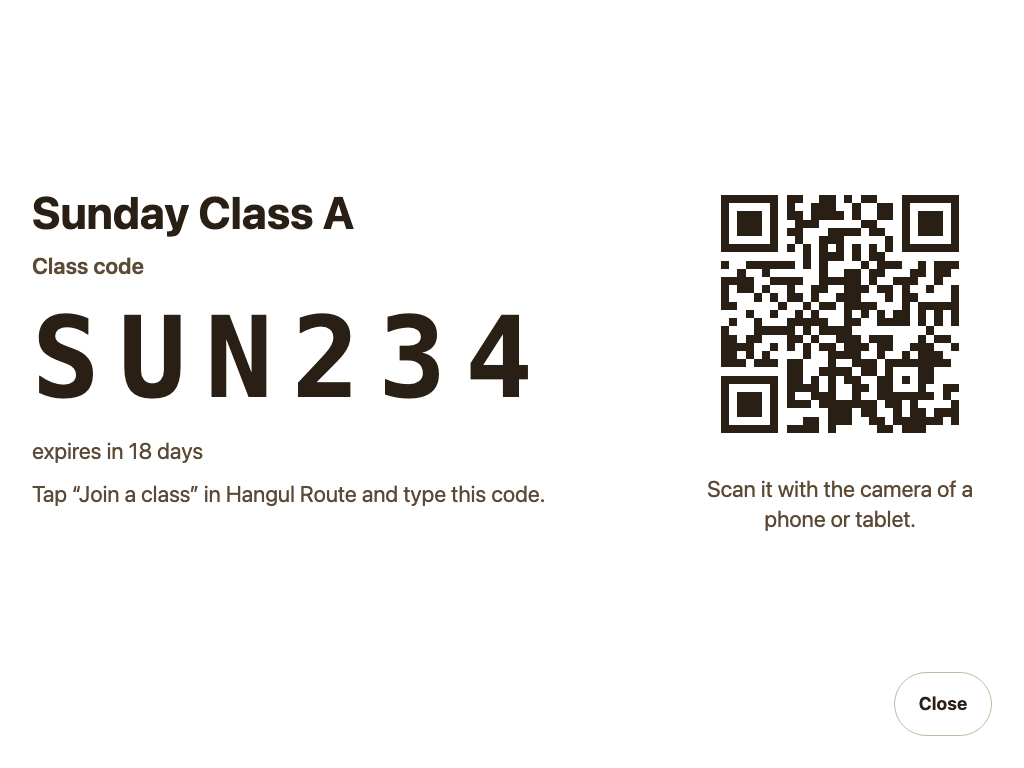 Sunday Class A
Class code
SUN234
expires in 18 days
Tap “Join a class” in Hangul Route and type this code.
Scan it with the camera of a
phone or tablet.
Close